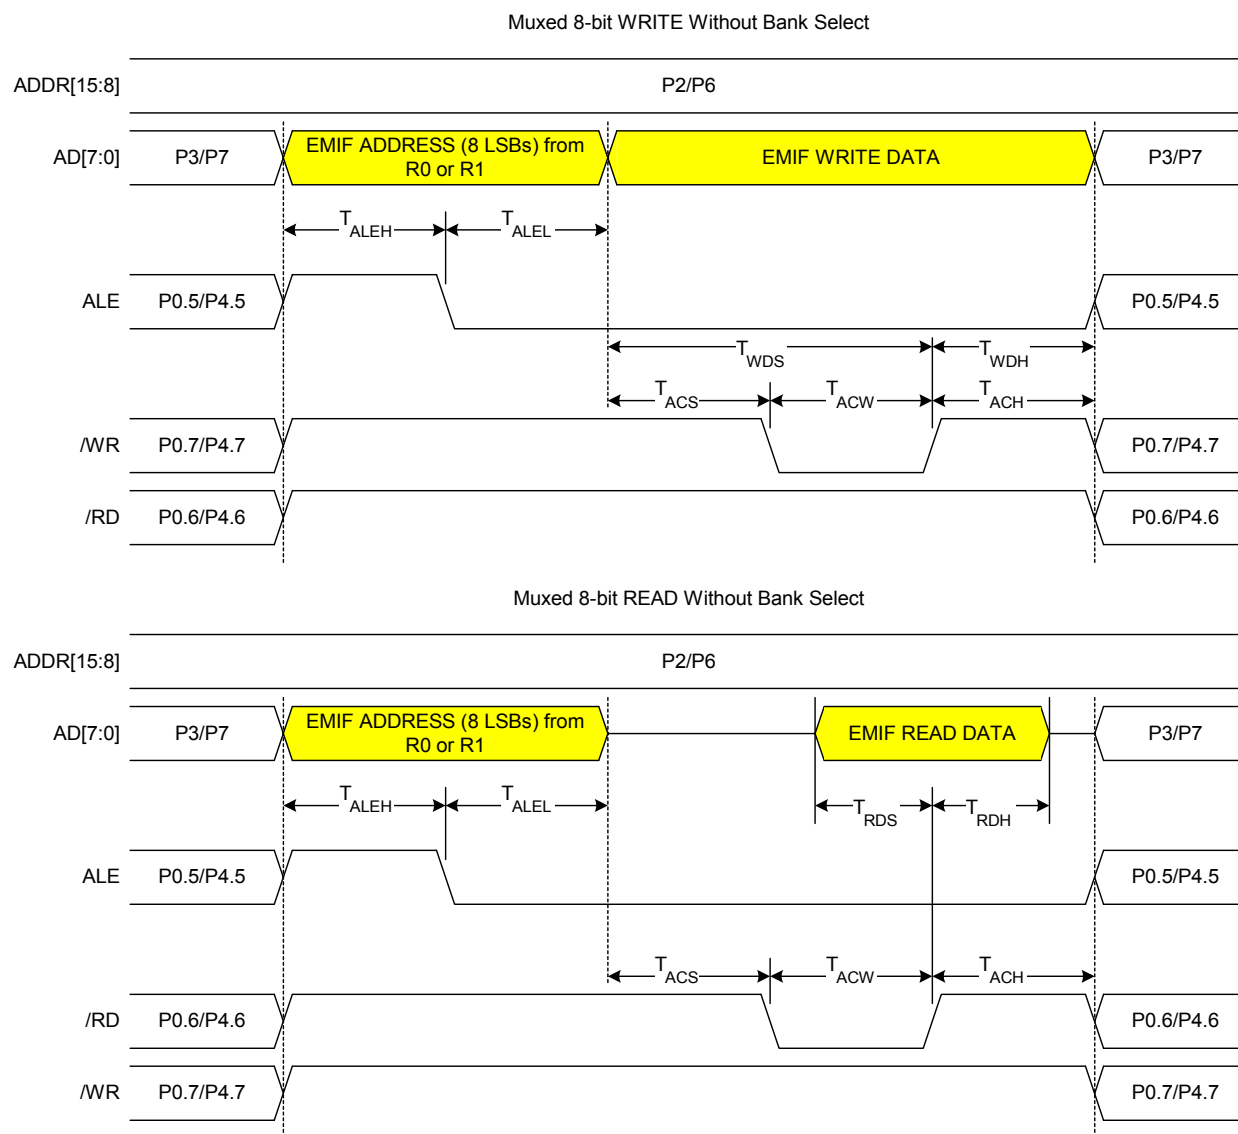 Muxed 8-bit WRITE Without Bank Select
ADDR[15:8] P2/P6
AD[7:0] P3/P7 EMIF ADDRESS (8 LSBs) from R0 or R1 EMIF WRITE DATA P3/P7
TALEH TALEL
ALE P0.5/P4.5 P0.5/P4.5
TWDS TWDH
TACS TACW TACH
/WR P0.7/P4.7 P0.7/P4.7
/RD P0.6/P4.6 P0.6/P4.6
Muxed 8-bit READ Without Bank Select
ADDR[15:8] P2/P6
AD[7:0] P3/P7 EMIF ADDRESS (8 LSBs) from R0 or R1 EMIF READ DATA P3/P7
TALEH TALEL TRDS TRDH
ALE P0.5/P4.5 P0.5/P4.5
TACS TACW TACH
/RD P0.6/P4.6 P0.6/P4.6
/WR P0.7/P4.7 P0.7/P4.7